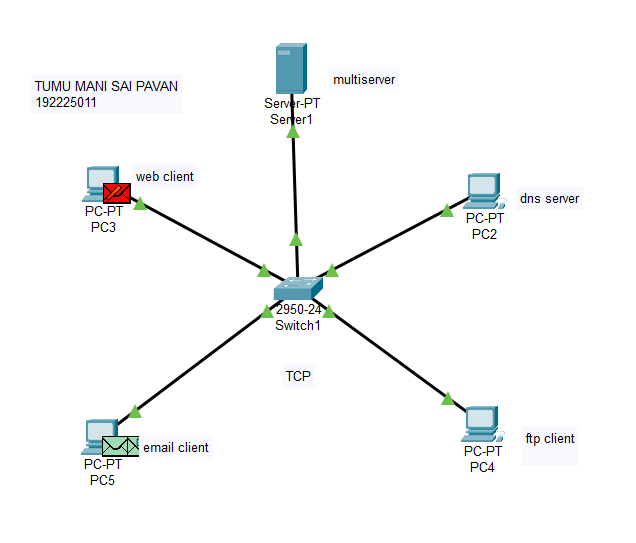 multiserver
TUMU MANI SAI PAVAN
192225011
Server-PT
Server1
web client
PC-PT
PC3
dns server
PC-PT
PC2
2950-24
Switch1
TCP
email client
PC-PT
PC5
ftp client
PC-PT
PC4